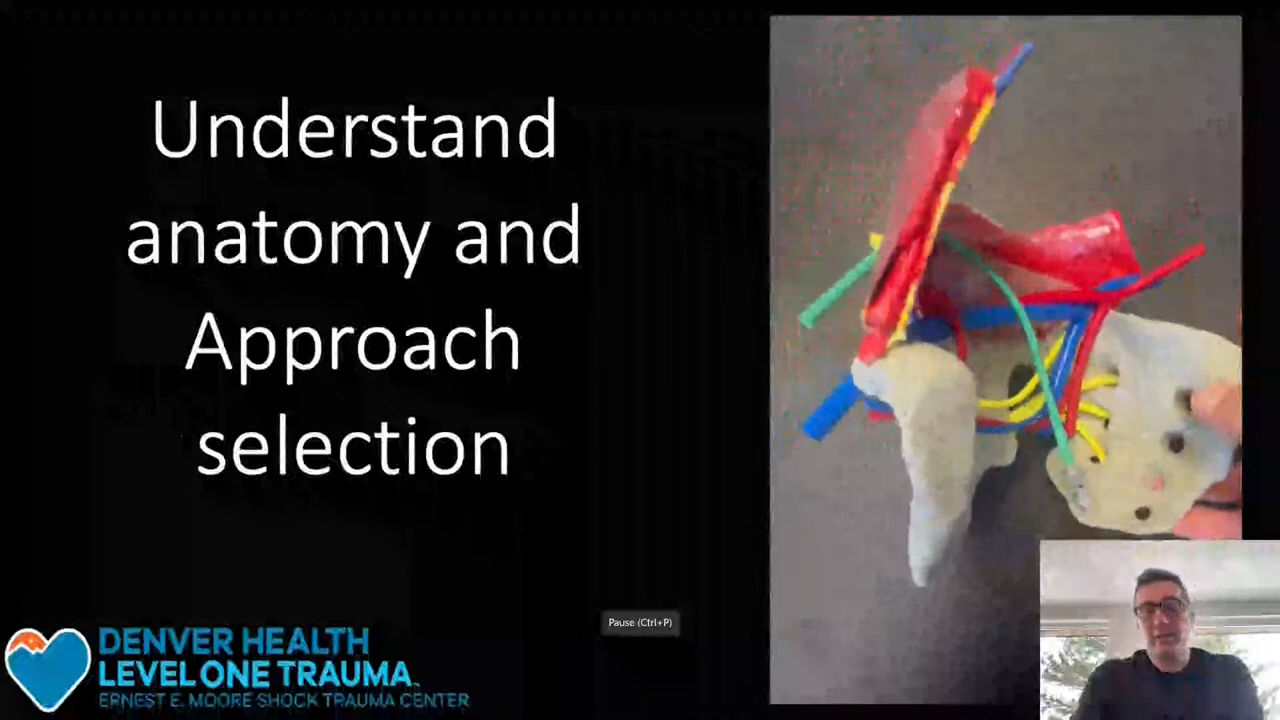 Understand
anatomy and
Approach
selection
Pause (Ctrl+P)
DENVER HEALTH
LEVEL ONE TRAUMA
ERNEST E. MOORE SHOCK TRAUMA CENTER